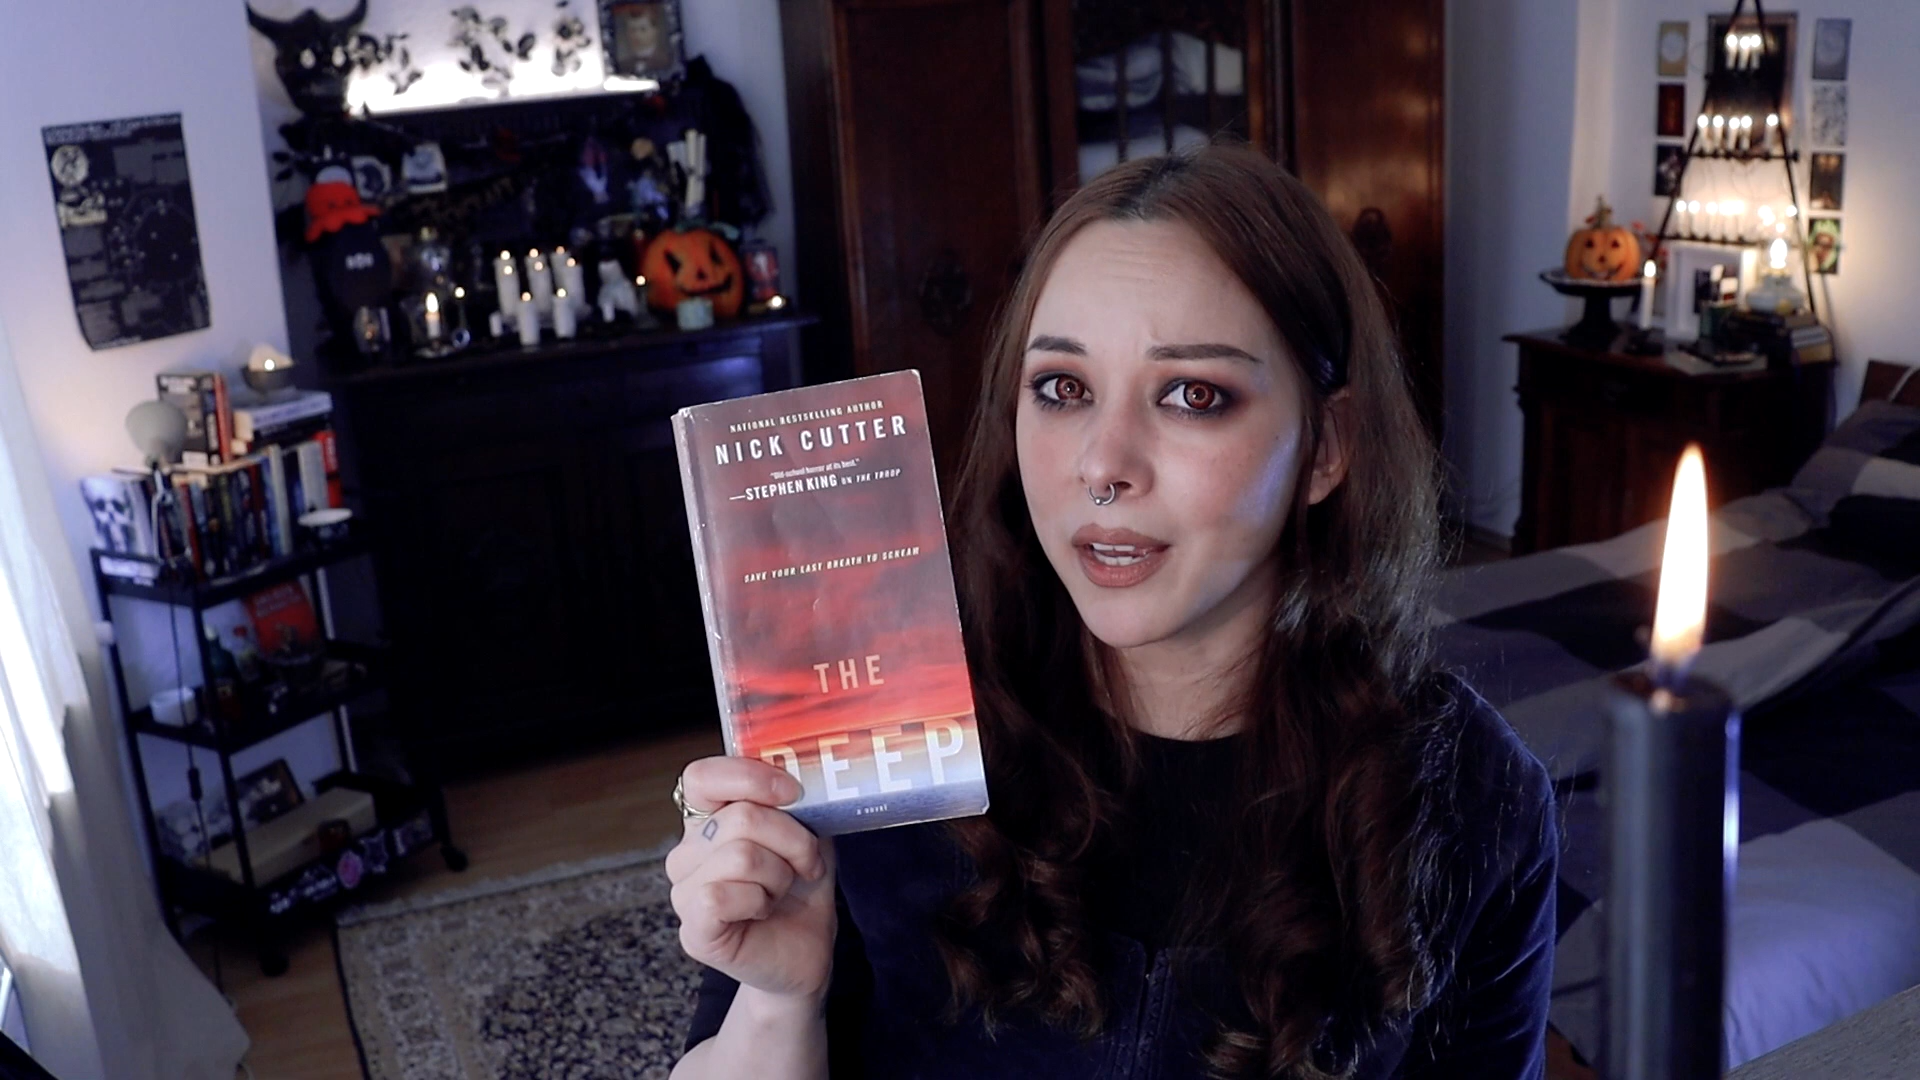 NATIONAL BESTSELLING AUTHOR
NICK CUTTER
"Old-school horror at its best."
—STEPHEN KING ON THE TROOP
SAVE YOUR LAST BREATH TO SCREAM
THE
DEEP
a novel